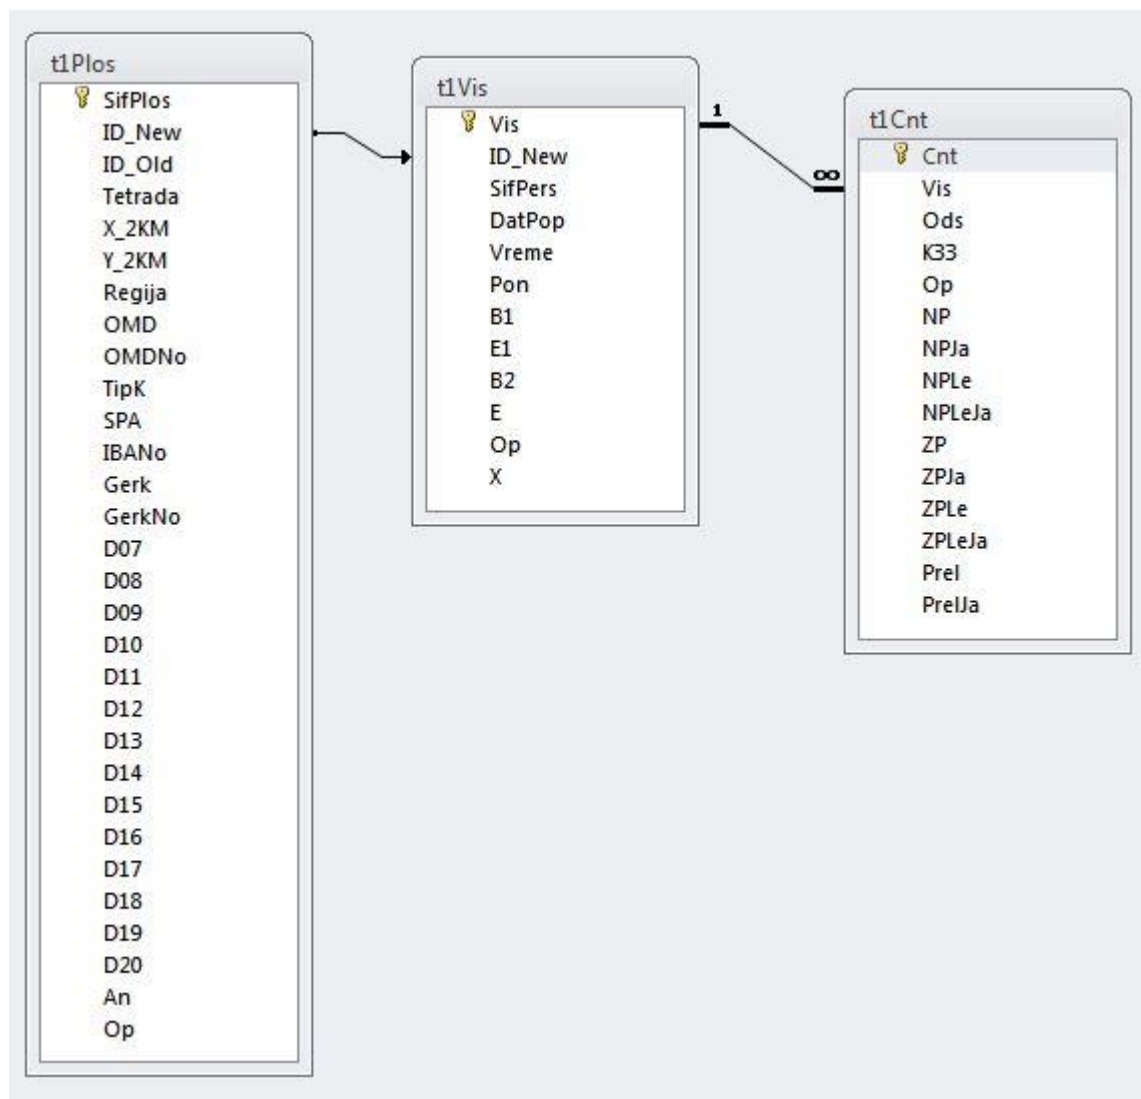 t1Plos
SifPlos
ID_New
ID_Old
Tetrada
X_2KM
Y_2KM
Regija
OMD
OMDNo
TipK
SPA
IBANo
Gerk
GerkNo
D07
D08
D09
D10
D11
D12
D13
D14
D15
D16
D17
D18
D19
D20
An
Op
t1Vis
Vis
ID_New
SifPers
DatPop
Vreme
Pon
B1
E1
B2
E
Op
X
1
∞
t1Cnt
Cnt
Vis
Ods
K33
Op
NP
NPJa
NPLe
NPLeJa
ZP
ZPJa
ZPLe
ZPLeJa
Prel
PrelJa